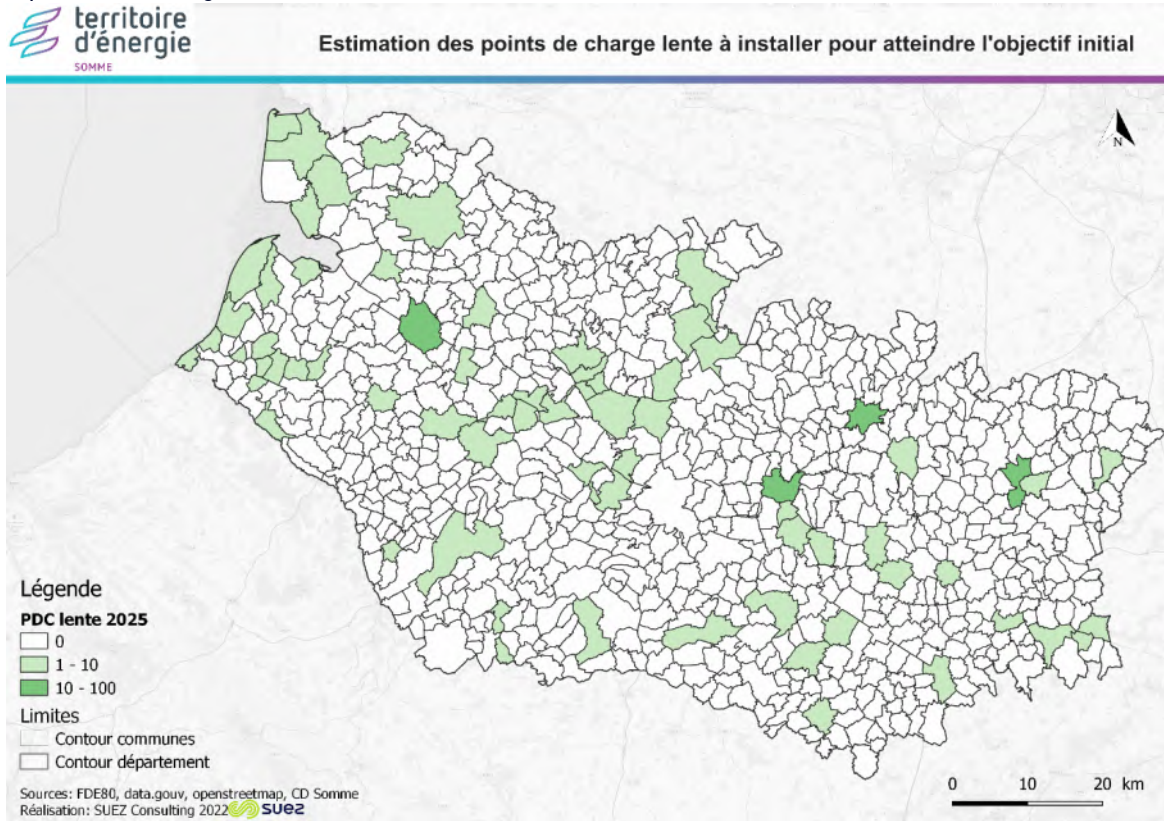 territoire
d'énergie
SOMME
Estimation des points de charge lente à installer pour atteindre l'objectif initial
N
Légende
PDC lente 2025
0
1 - 10
10 - 100
Limites
Contour communes
Contour département
Sources: FDE80, data.gouv, openstreetmap, CD Somme
Réalisation: SUEZ Consulting 2022 suez
0 10 20 km